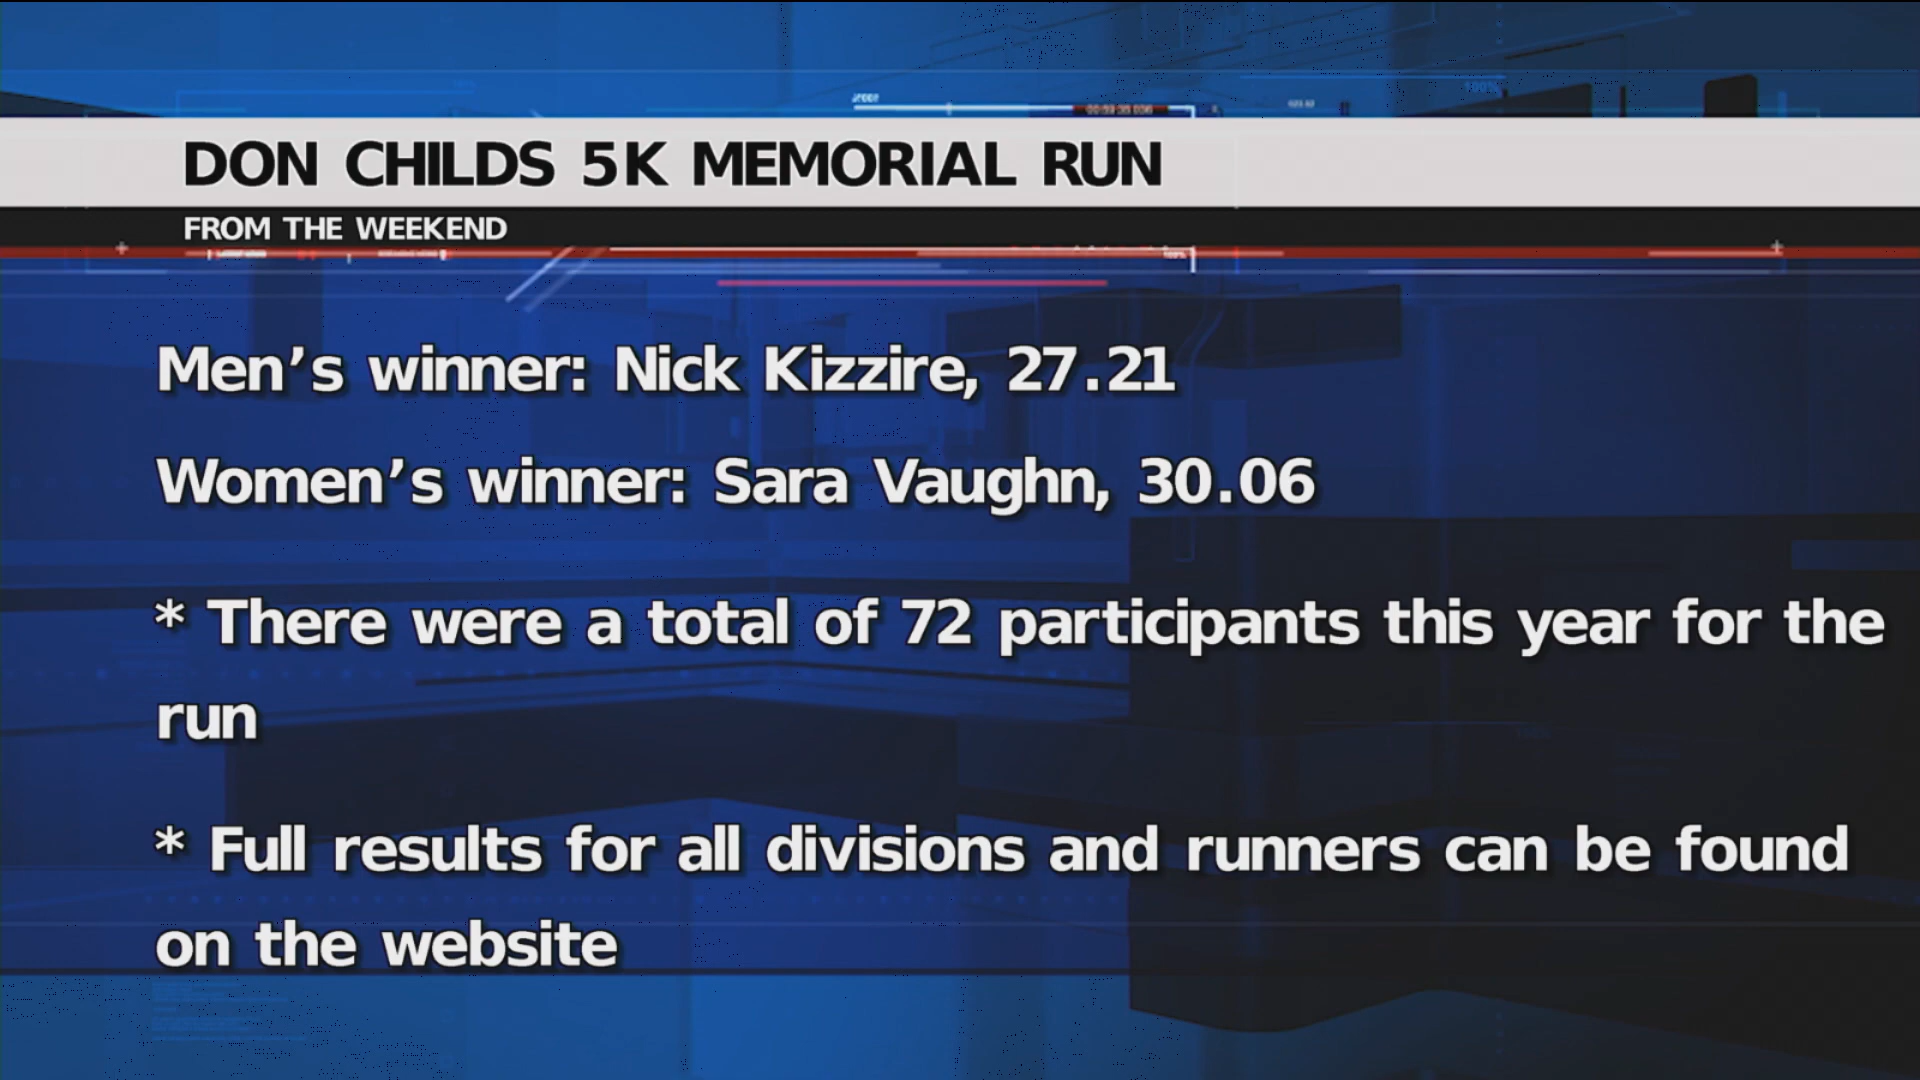 DON CHILDS 5K MEMORIAL RUN
FROM THE WEEKEND
Men’s winner: Nick Kizzire, 27.21
Women’s winner: Sara Vaughn, 30.06
* There were a total of 72 participants this year for the
run
* Full results for all divisions and runners can be found
on the website